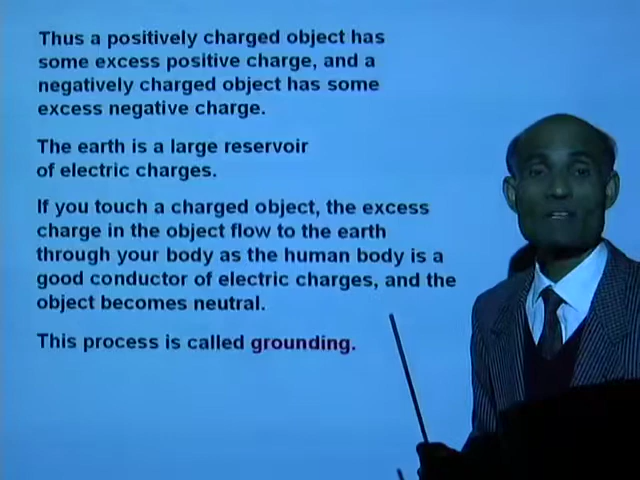 Thus a positively charged object has
some excess positive charge, and a
negatively charged object has some
excess negative charge.
The earth is a large reservoir
of electric charges.
If you touch a charged object, the excess
charge in the object flow to the earth
through your body as the human body is a
good conductor of electric charges, and the
object becomes neutral.
This process is called grounding.